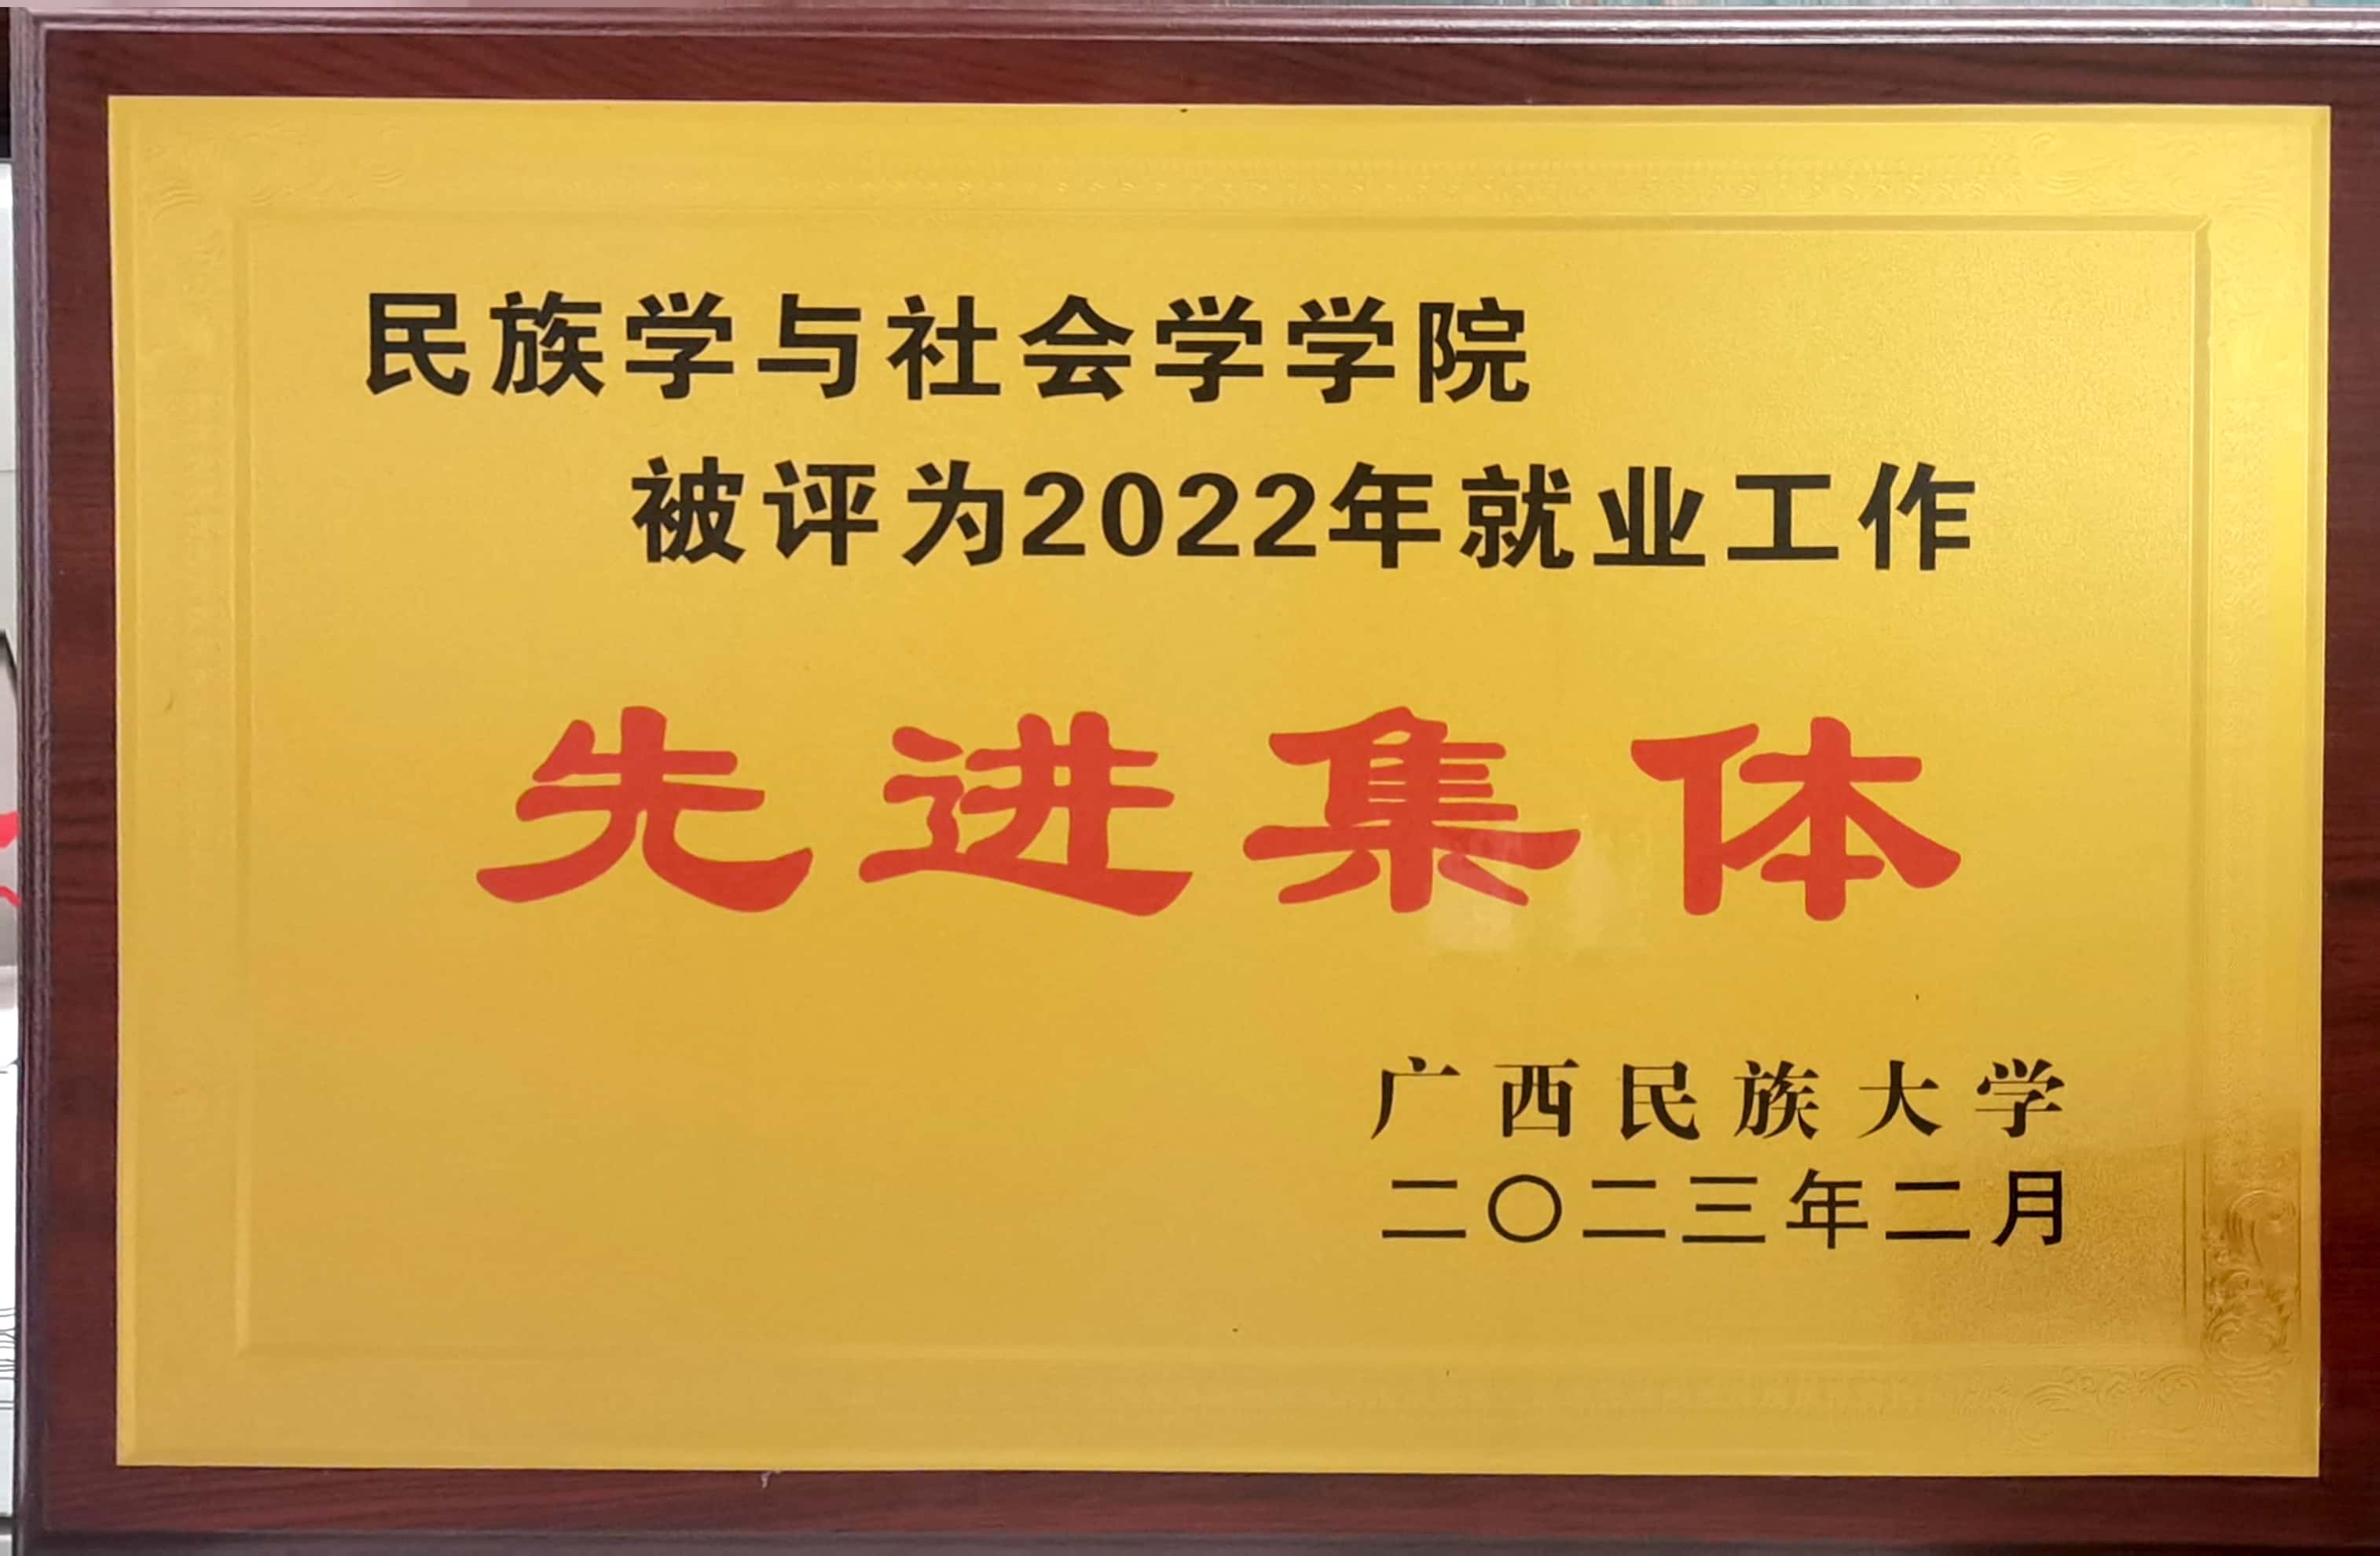 民族学与社会学学院
被评为2022年就业工作
先进集体
广西民族大学
二〇二三年二月